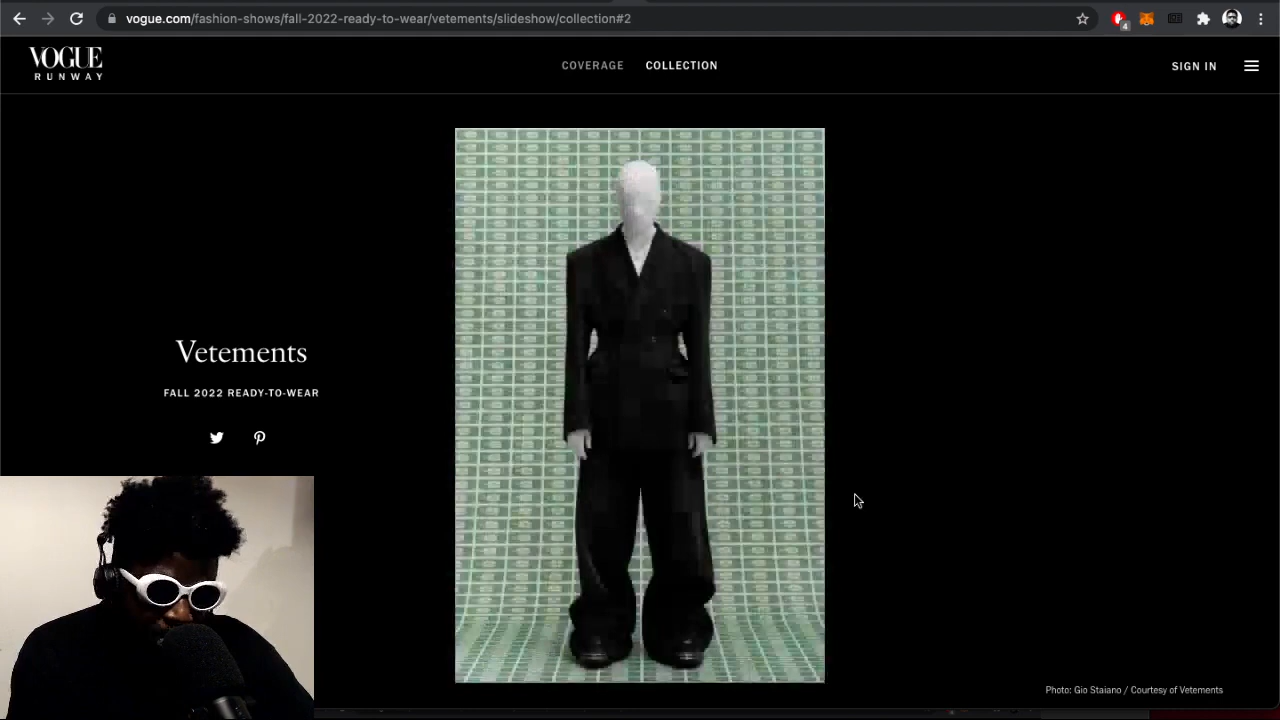 vogue.com/fashion-shows/fall-2022-ready-to-wear/vetements/slideshow/collection#2
4
VOGUE
RUNWAY
COVERAGE COLLECTION
SIGN IN
Vetements
FALL 2022 READY-TO-WEAR
Photo: Gio Staiano / Courtesy of Vetements